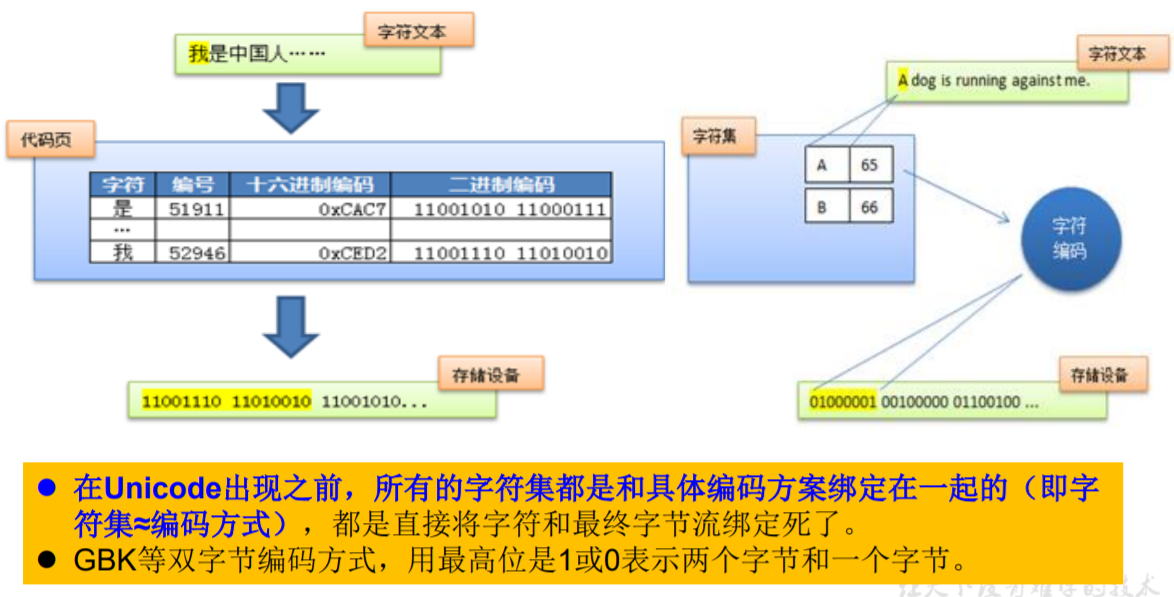 字符文本
我是中国人……
代码页
字符 编号 十六进制编码 二进制编码
是 51911 0xCAC7 11001010 11000111
…
我 52946 0xCED2 11001110 11010010
存储设备
11001110 11010010 11001010...
字符文本
A dog is running against me.
字符集
A 65
B 66
字符
编码
存储设备
01000001 00100000 01100100 ...
● 在Unicode出现之前，所有的字符集都是和具体编码方案绑定在一起的（即字
符集≈编码方式），都是直接将字符和最终字节流绑定死了。
● GBK等双字节编码方式，用最高位是1或0表示两个字节和一个字节。
让天下没有难学的技术